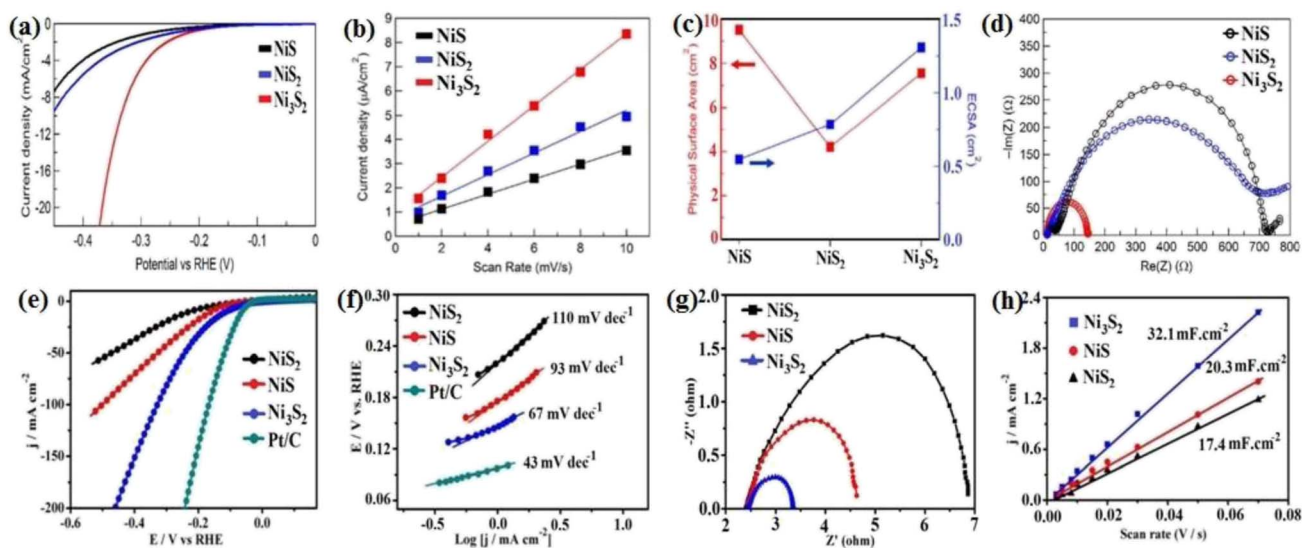 (a)
0
-4
-8
-12
-16
-20
Current density (mA/cm²)
-0.4
-0.3
-0.2
-0.1
0
Potential vs RHE (V)
NiS
NiS₂
Ni₃S₂
(b)
9
8
7
6
5
4
3
2
1
0
Current density (µA/cm²)
0
2
4
6
8
10
Scan Rate (mV/s)
NiS
NiS₂
Ni₃S₂
(c)
10
8
6
4
2
0
Physical Surface Area (cm²)
1.5
1.0
0.5
0.0
ECSA (cm²)
NiS
NiS₂
Ni₃S₂
(d)
400
350
300
250
200
150
100
50
0
-Im(Z) (Ω)
0
100
200
300
400
500
600
700
800
Re(Z) (Ω)
NiS
NiS₂
Ni₃S₂
(e)
0
-50
-100
-150
-200
j / mA cm⁻²
-0.6
-0.4
-0.2
0.0
E / V vs RHE
NiS₂
NiS
Ni₃S₂
Pt/C
(f)
0.30
0.24
0.18
0.12
0.06
E / V vs. RHE
-0.5
0.0
0.5
1.0
Log [j / mA cm⁻²]
110 mV dec⁻¹
93 mV dec⁻¹
67 mV dec⁻¹
43 mV dec⁻¹
(g)
-2.0
-1.5
-1.0
-0.5
0.0
-Z'' (ohm)
2
3
4
5
6
7
Z' (ohm)
NiS₂
NiS
Ni₃S₂
(h)
2.4
1.8
1.2
0.6
0.0
j / mA cm⁻²
0.00
0.02
0.04
0.06
0.08
Scan rate (V / s)
Ni₃S₂
NiS
NiS₂
32.1 mF.cm⁻²
20.3 mF.cm⁻²
17.4 mF.cm⁻²